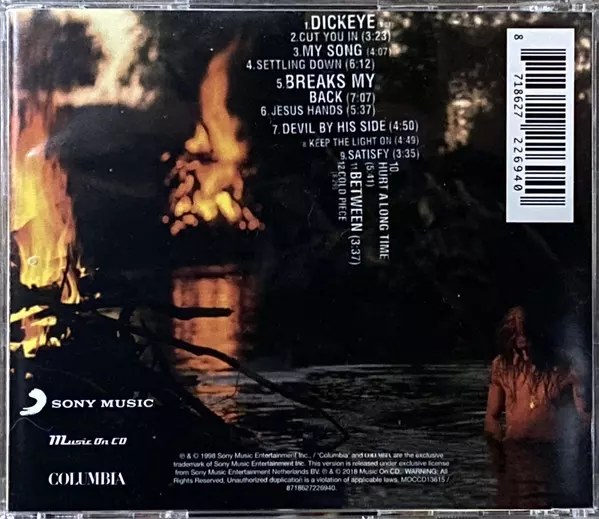 1. DICKEYE
2. CUT YOU IN (3:23)
3. MY SONG (4:07)
4. SETTLING DOWN (6:12)
5. BREAKS MY
BACK (7:07)
6. JESUS HANDS (5:37)
7. DEVIL BY HIS SIDE (4:50)
8. KEEP THE LIGHT ON (4:49)
9. SATISFY (3:35)
10 HURT A LONG TIME
(5:41)
11 BETWEEN (3:37)
12. COLD PIECE
8 718627 226940
SONY MUSIC
Music On CD
COLUMBIA
℗ & © 1998 Sony Music Entertainment Inc. / "Columbia" and COLUMBIA are the exclusive
trademark of Sony Music Entertainment Inc. This version is released under exclusive license
from Sony Music Entertainment Netherlands BV. ℗ & © 2018 Music On CD. WARNING: All
Rights Reserved. Unauthorized duplication is a violation of applicable laws. MOCCD13615 /
8718627226940.